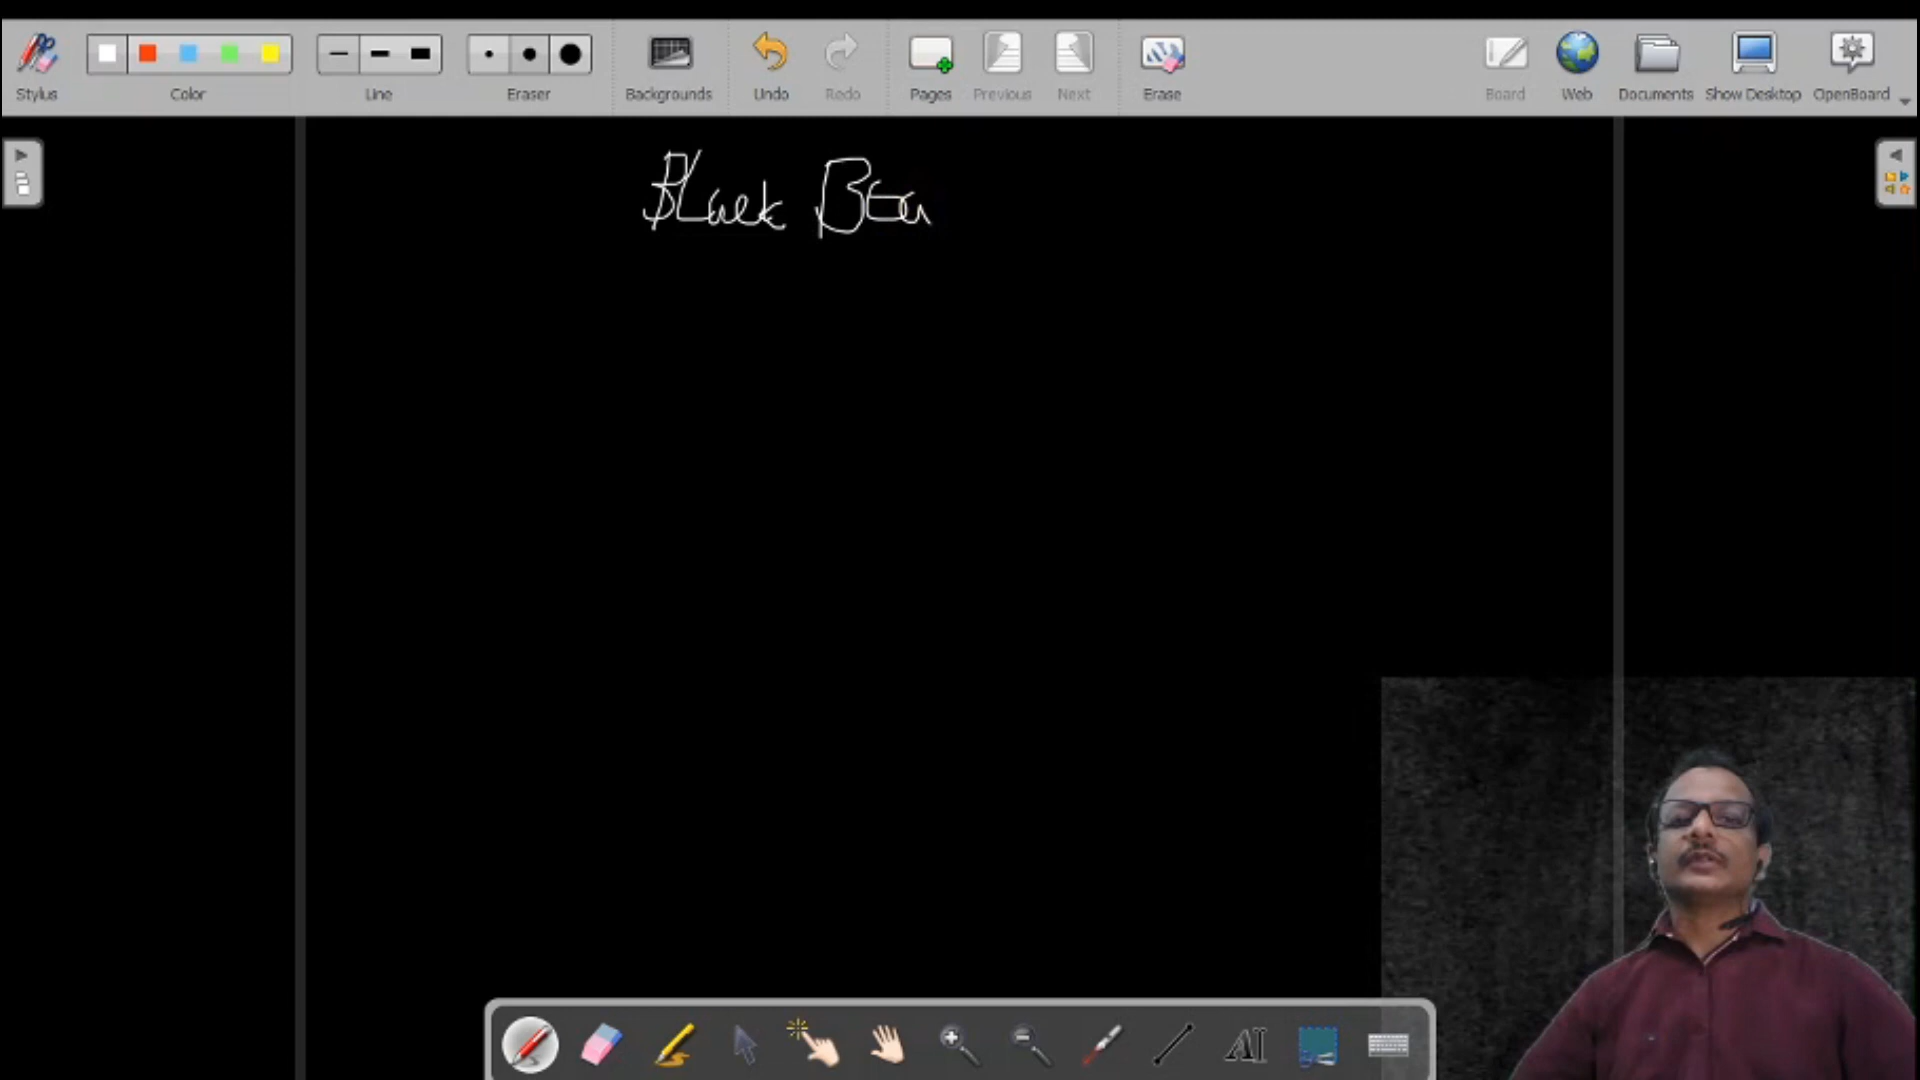 Stylus
Color
Line
Eraser
Backgrounds
Undo
Redo
Pages
Previous
Next
Erase
Board
Web
Documents
Show Desktop
OpenBoard
Black Boa
AI